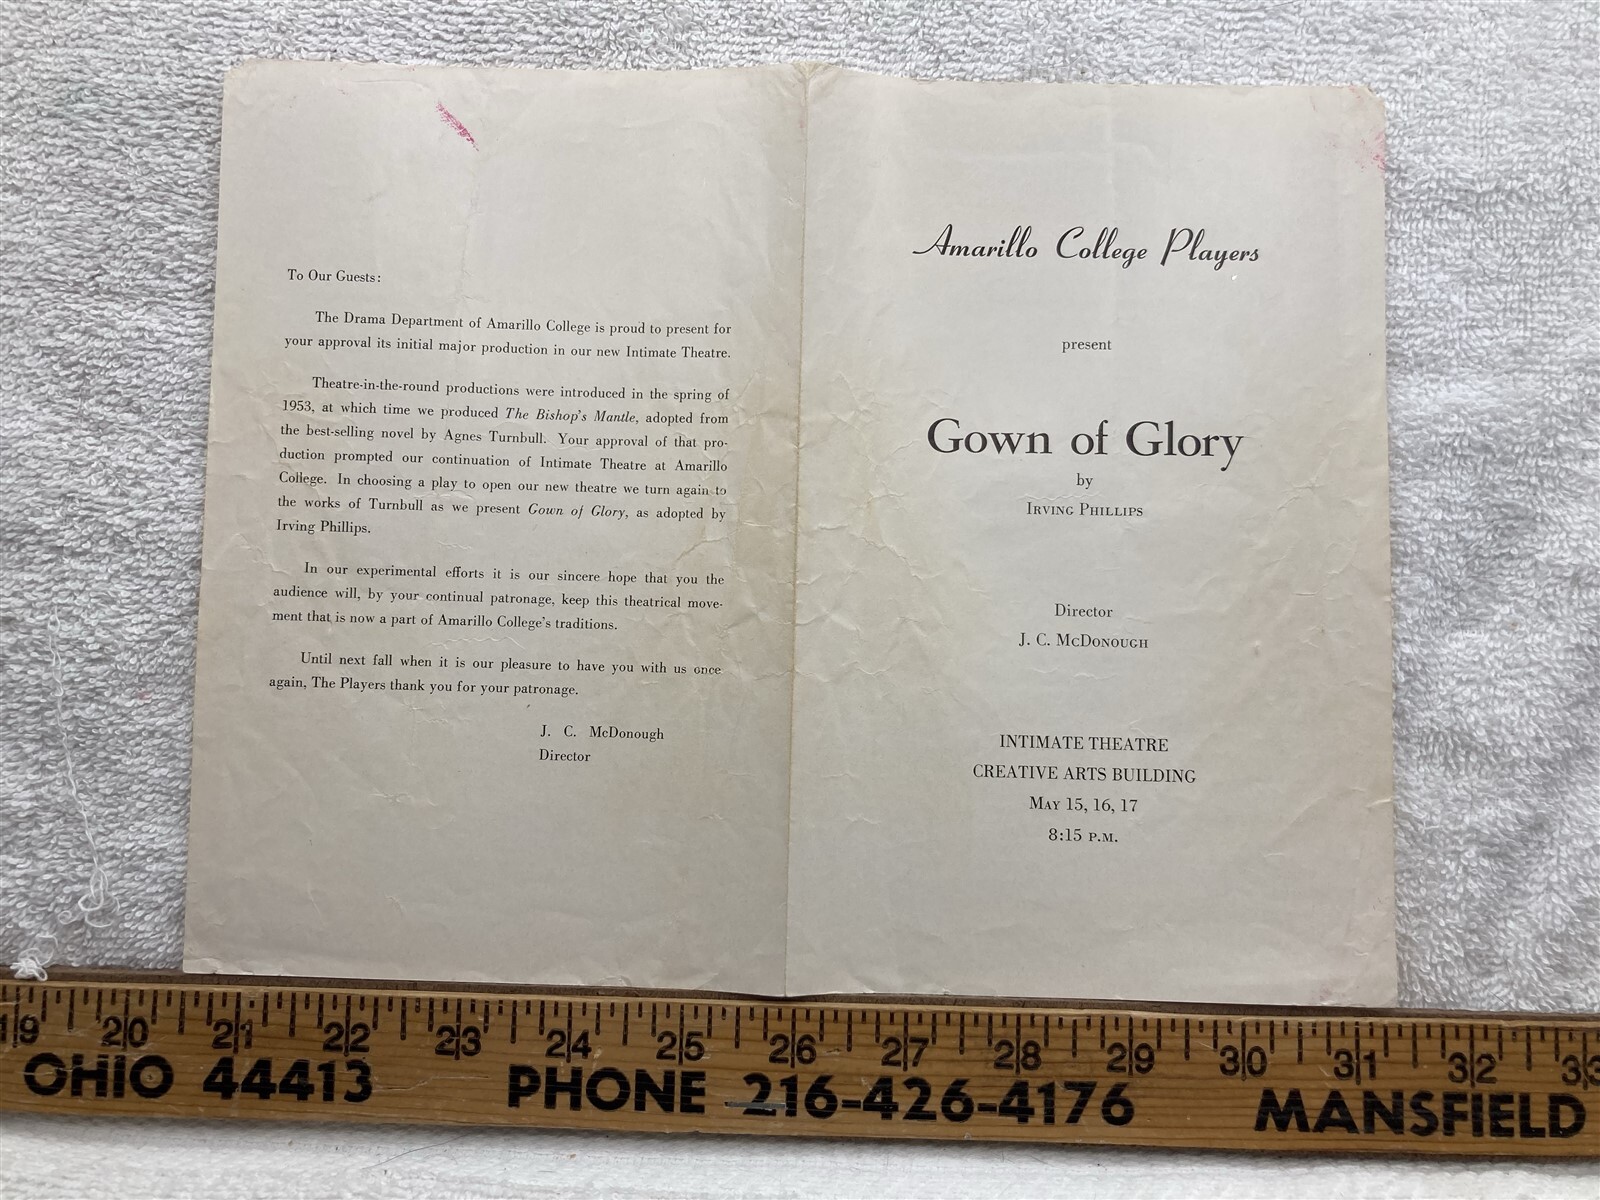 To Our Guests:
The Drama Department of Amarillo College is proud to present for
your approval its initial major production in our new Intimate Theatre.
Theatre-in-the-round productions were introduced in the spring of
1953, at which time we produced The Bishop's Mantle, adopted from
the best-selling novel by Agnes Turnbull. Your approval of that pro-
duction prompted our continuation of Intimate Theatre at Amarillo
College. In choosing a play to open our new theatre we turn again to
the works of Turnbull as we present Gown of Glory, as adopted by
Irving Phillips.
In our experimental efforts it is our sincere hope that you the
audience will, by your continual patronage, keep this theatrical move-
ment that is now a part of Amarillo College's traditions.
Until next fall when it is our pleasure to have you with us once
again, The Players thank you for your patronage.
J. C. McDonough
Director
Amarillo College Players
present
Gown of Glory
by
Irving Phillips
Director
J. C. McDonough
INTIMATE THEATRE
CREATIVE ARTS BUILDING
May 15, 16, 17
8:15 P.M.
19 20 21 22 23 24 25 26 27 28 29 30 31 32 33
OHIO 44413 PHONE 216-426-4176 MANSFIELD